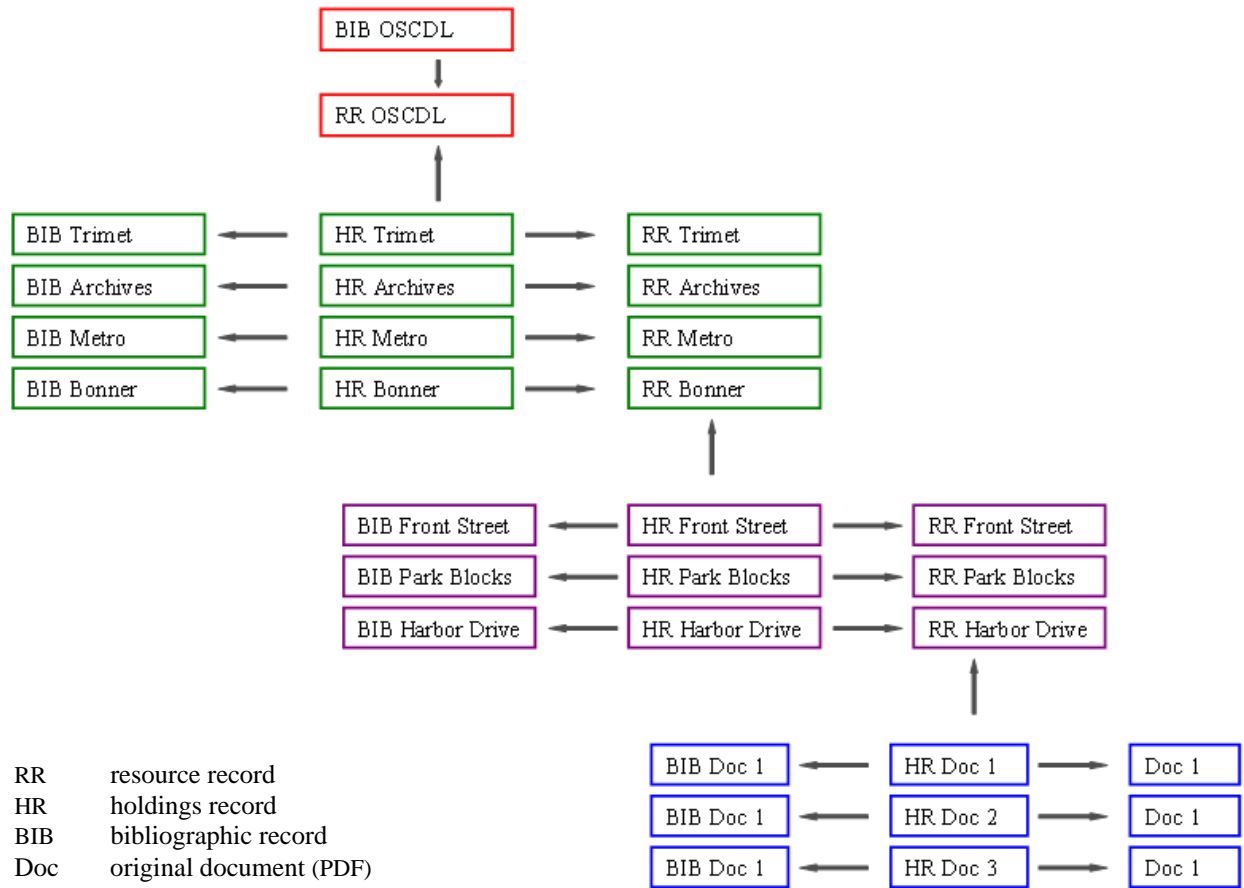 BIB OSCDL
RR OSCDL
BIB Trimet HR Trimet RR Trimet
BIB Archives HR Archives RR Archives
BIB Metro HR Metro RR Metro
BIB Bonner HR Bonner RR Bonner
BIB Front Street HR Front Street RR Front Street
BIB Park Blocks HR Park Blocks RR Park Blocks
BIB Harbor Drive HR Harbor Drive RR Harbor Drive
BIB Doc 1 HR Doc 1 Doc 1
BIB Doc 1 HR Doc 2 Doc 1
BIB Doc 1 HR Doc 3 Doc 1
RR resource record
HR holdings record
BIB bibliographic record
Doc original document (PDF)